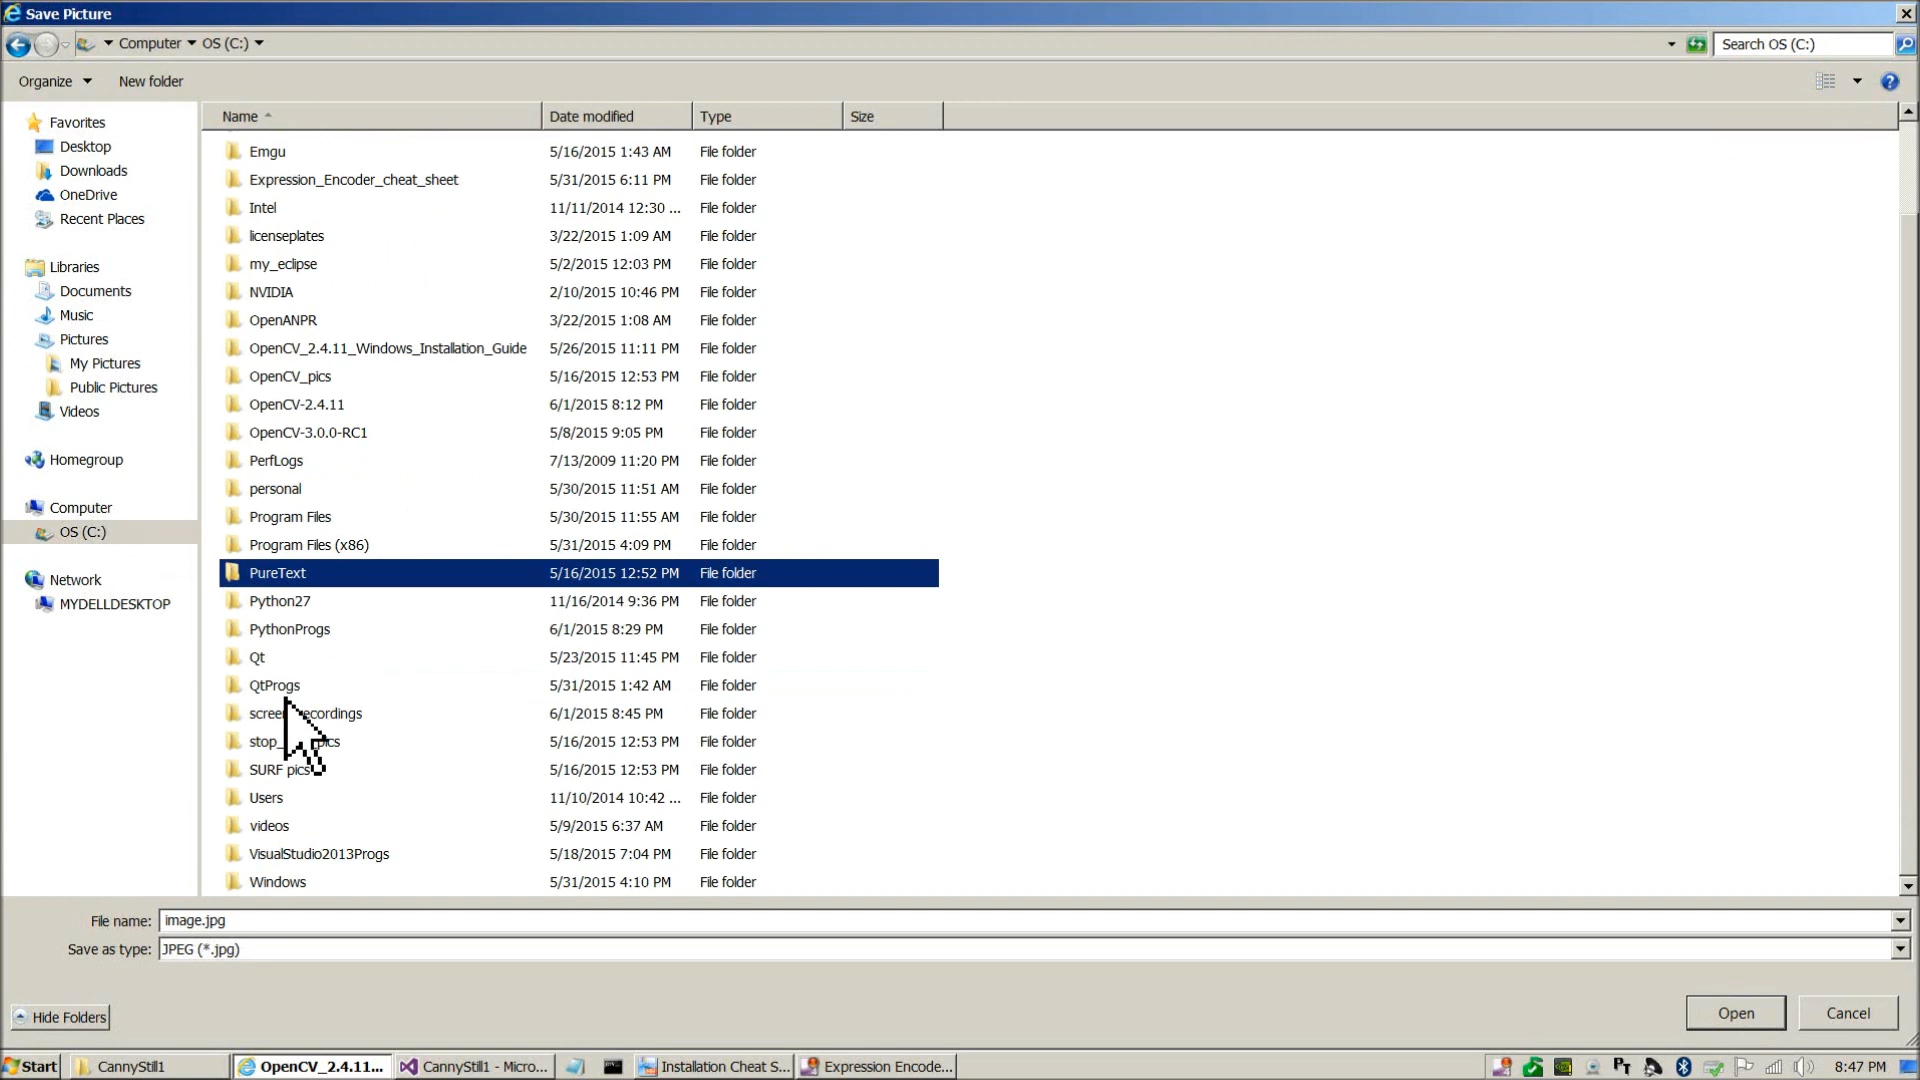 Save Picture
Computer OS (C:)
Search OS (C:)
Organize New folder
Favorites
Desktop
Downloads
OneDrive
Recent Places
Libraries
Documents
Music
Pictures
My Pictures
Public Pictures
Videos
Homegroup
Computer
OS (C:)
Network
MYDELLDESKTOP
Name Date modified Type Size
Emgu 5/16/2015 1:43 AM File folder
Expression_Encoder_cheat_sheet 5/31/2015 6:11 PM File folder
Intel 11/11/2014 12:30 ... File folder
licenseplates 3/22/2015 1:09 AM File folder
my_eclipse 5/2/2015 12:03 PM File folder
NVIDIA 2/10/2015 10:46 PM File folder
OpenANPR 3/22/2015 1:08 AM File folder
OpenCV_2.4.11_Windows_Installation_Guide 5/26/2015 11:11 PM File folder
OpenCV_pics 5/16/2015 12:53 PM File folder
OpenCV-2.4.11 6/1/2015 8:12 PM File folder
OpenCV-3.0.0-RC1 5/8/2015 9:05 PM File folder
PerfLogs 7/13/2009 11:20 PM File folder
personal 5/30/2015 11:51 AM File folder
Program Files 5/30/2015 11:55 AM File folder
Program Files (x86) 5/31/2015 4:09 PM File folder
PureText 5/16/2015 12:52 PM File folder
Python27 11/16/2014 9:36 PM File folder
PythonProgs 6/1/2015 8:29 PM File folder
Qt 5/23/2015 11:45 PM File folder
QtProgs 5/31/2015 1:42 AM File folder
6/1/2015 8:45 PM File folder
5/16/2015 12:53 PM File folder
SURF pics 5/16/2015 12:53 PM File folder
Users 11/10/2014 10:42 ... File folder
videos 5/9/2015 6:37 AM File folder
VisualStudio2013Progs 5/18/2015 7:04 PM File folder
Windows 5/31/2015 4:10 PM File folder
File name: image.jpg
Save as type: JPEG (*.jpg)
Hide Folders Open Cancel
Start CannyStill1 OpenCV_2.4.11... CannyStill1 - Micro... Installation Cheat S... Expression Encode... PT 8:47 PM